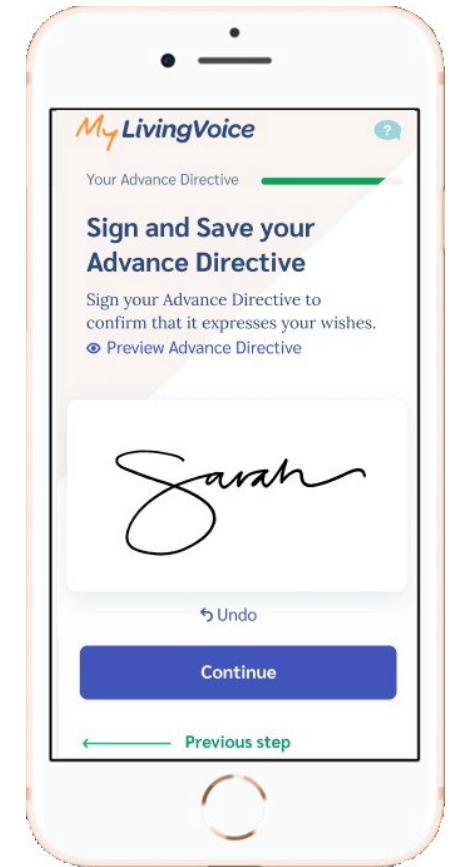 My LivingVoice
?
Your Advance Directive
Sign and Save your
Advance Directive
Sign your Advance Directive to
confirm that it expresses your wishes.
Preview Advance Directive
Sarah
Undo
Continue
Previous step